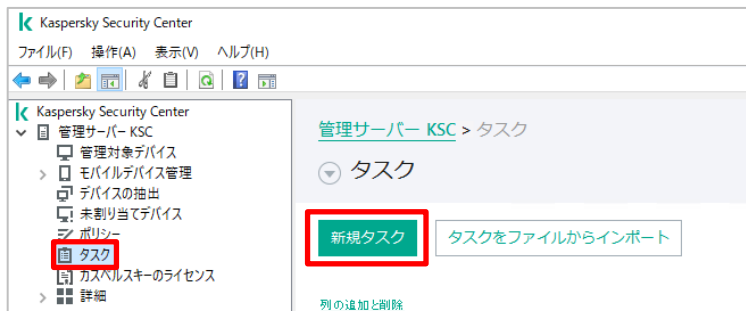 Kaspersky Security Center
ファイル(F) 操作(A) 表示(V) ヘルプ(H)
Kaspersky Security Center
管理サーバー KSC
管理対象デバイス
モバイルデバイス管理
デバイスの抽出
未割り当てデバイス
ポリシー
タスク
カスペルスキーのライセンス
詳細
管理サーバー KSC > タスク
タスク
新規タスク タスクをファイルからインポート
列の追加と削除